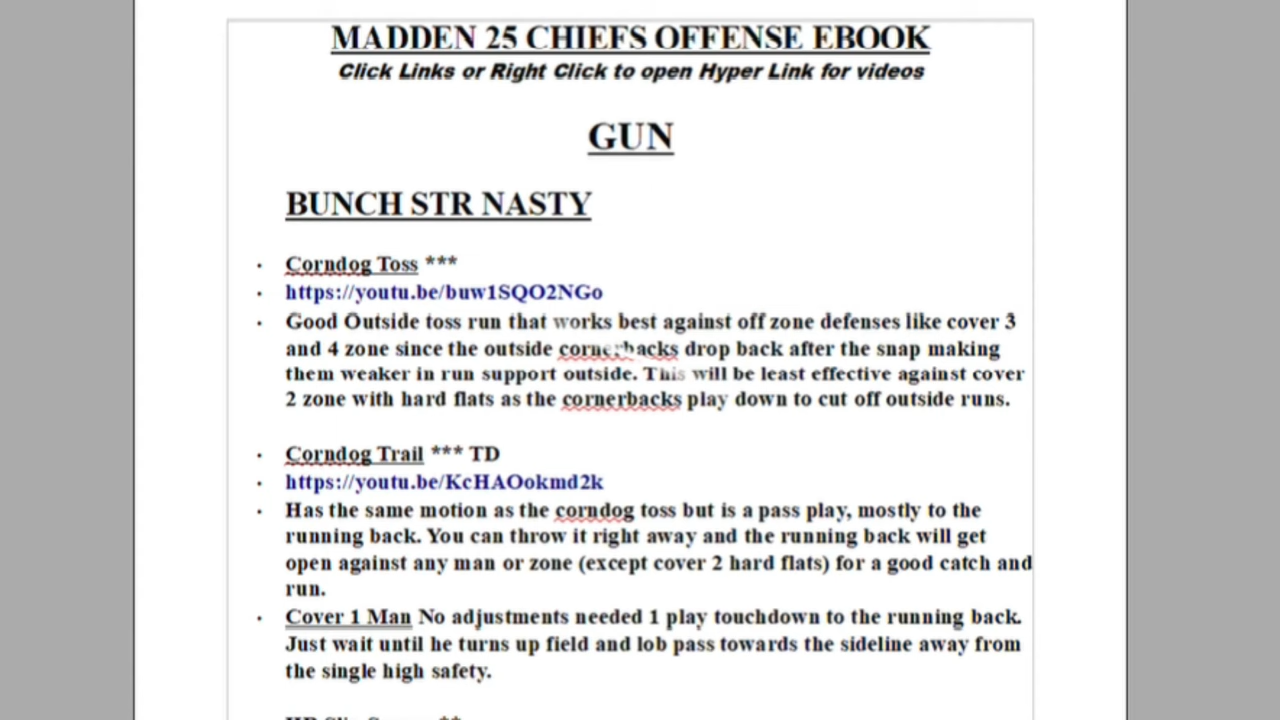 MADDEN 25 CHIEFS OFFENSE EBOOK
Click Links or Right Click to open Hyper Link for videos
GUN
BUNCH STR NASTY
· Corndog Toss ***
· https://youtu.be/buw1SQO2NGo
· Good Outside toss run that works best against off zone defenses like cover 3
and 4 zone since the outside cornerbacks drop back after the snap making
them weaker in run support outside. This will be least effective against cover
2 zone with hard flats as the cornerbacks play down to cut off outside runs.
· Corndog Trail *** TD
· https://youtu.be/KcHAOokmd2k
· Has the same motion as the corndog toss but is a pass play, mostly to the
running back. You can throw it right away and the running back will get
open against any man or zone (except cover 2 hard flats) for a good catch and
run.
· Cover 1 Man No adjustments needed 1 play touchdown to the running back.
Just wait until he turns up field and lob pass towards the sideline away from
the single high safety.